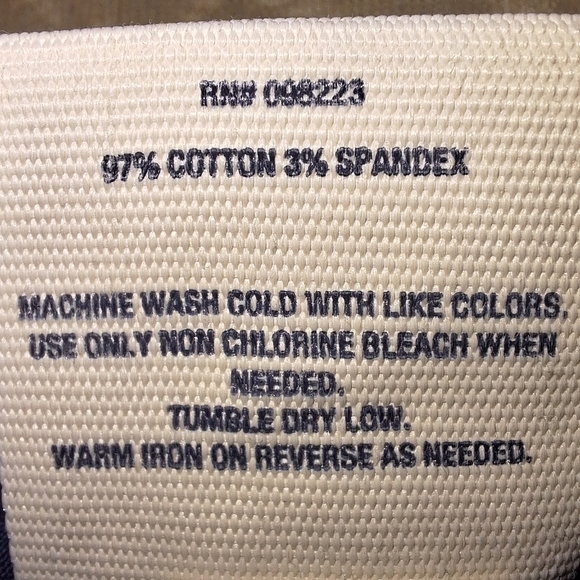 RN# 098223
97% COTTON 3% SPANDEX
MACHINE WASH COLD WITH LIKE COLORS.
USE ONLY NON CHLORINE BLEACH WHEN
NEEDED.
TUMBLE DRY LOW.
WARM IRON ON REVERSE AS NEEDED.